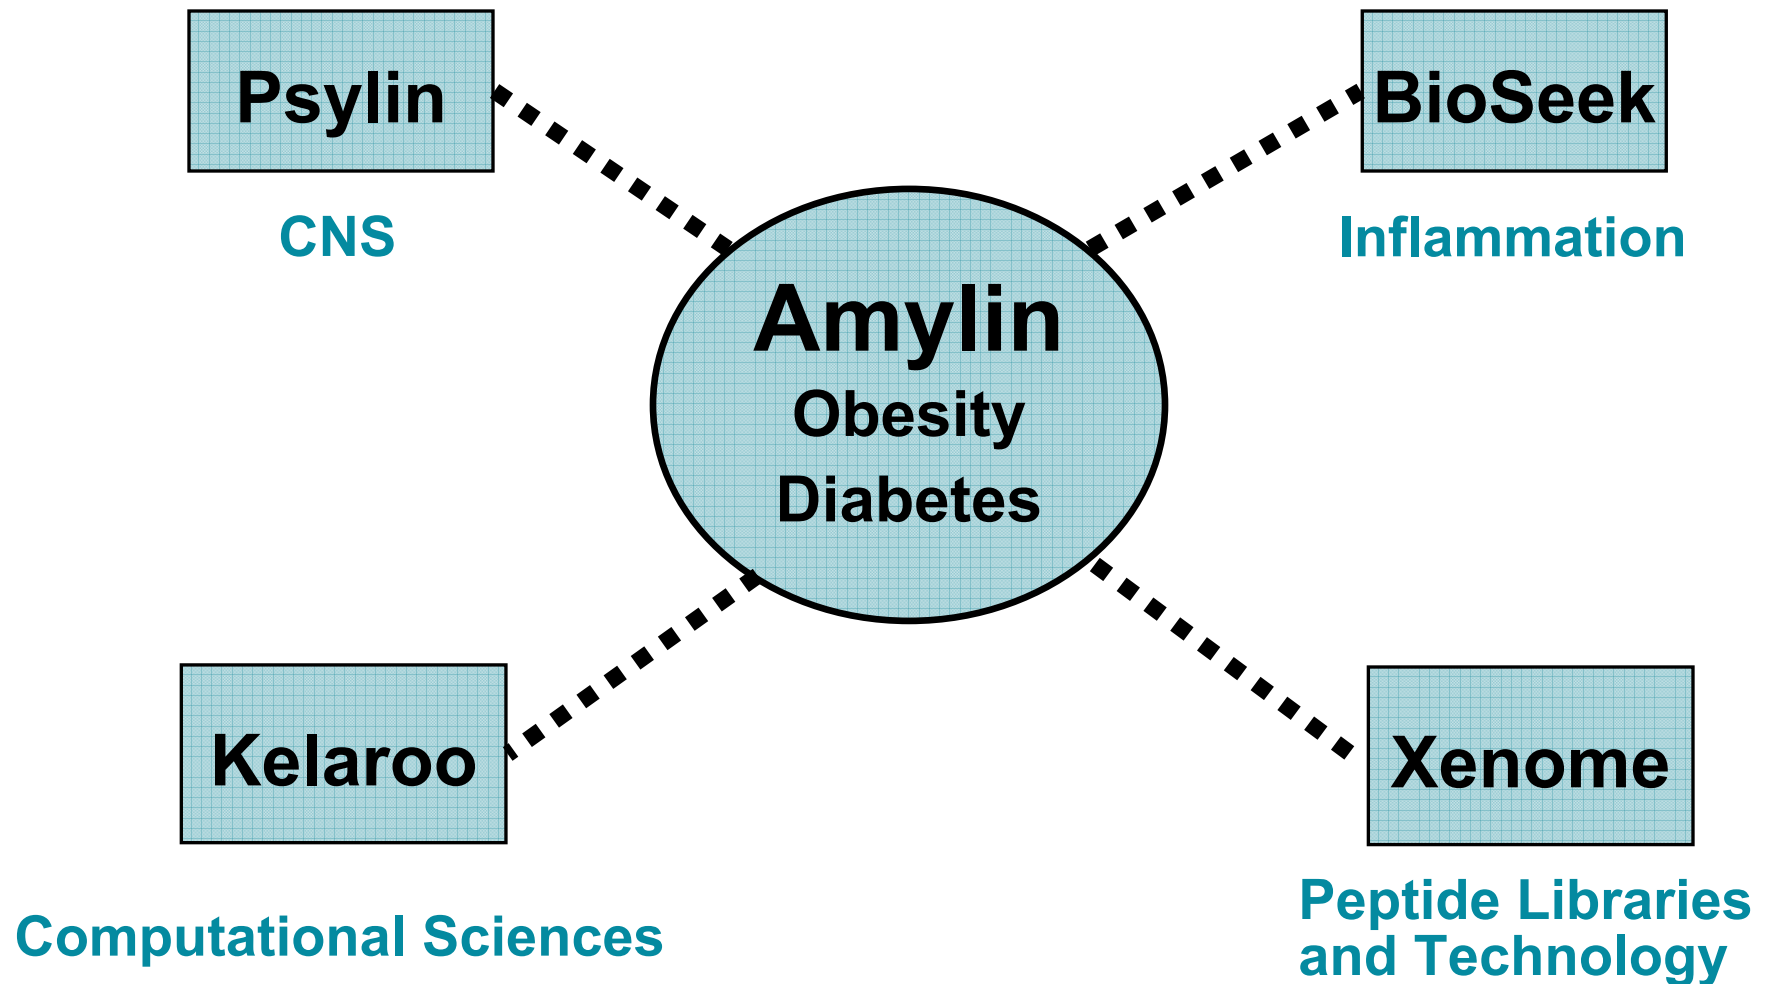 Psylin
BioSeek
CNS
Inflammation
Amylin
Obesity
Diabetes
Kelaroo
Xenome
Computational Sciences
Peptide Libraries
and Technology